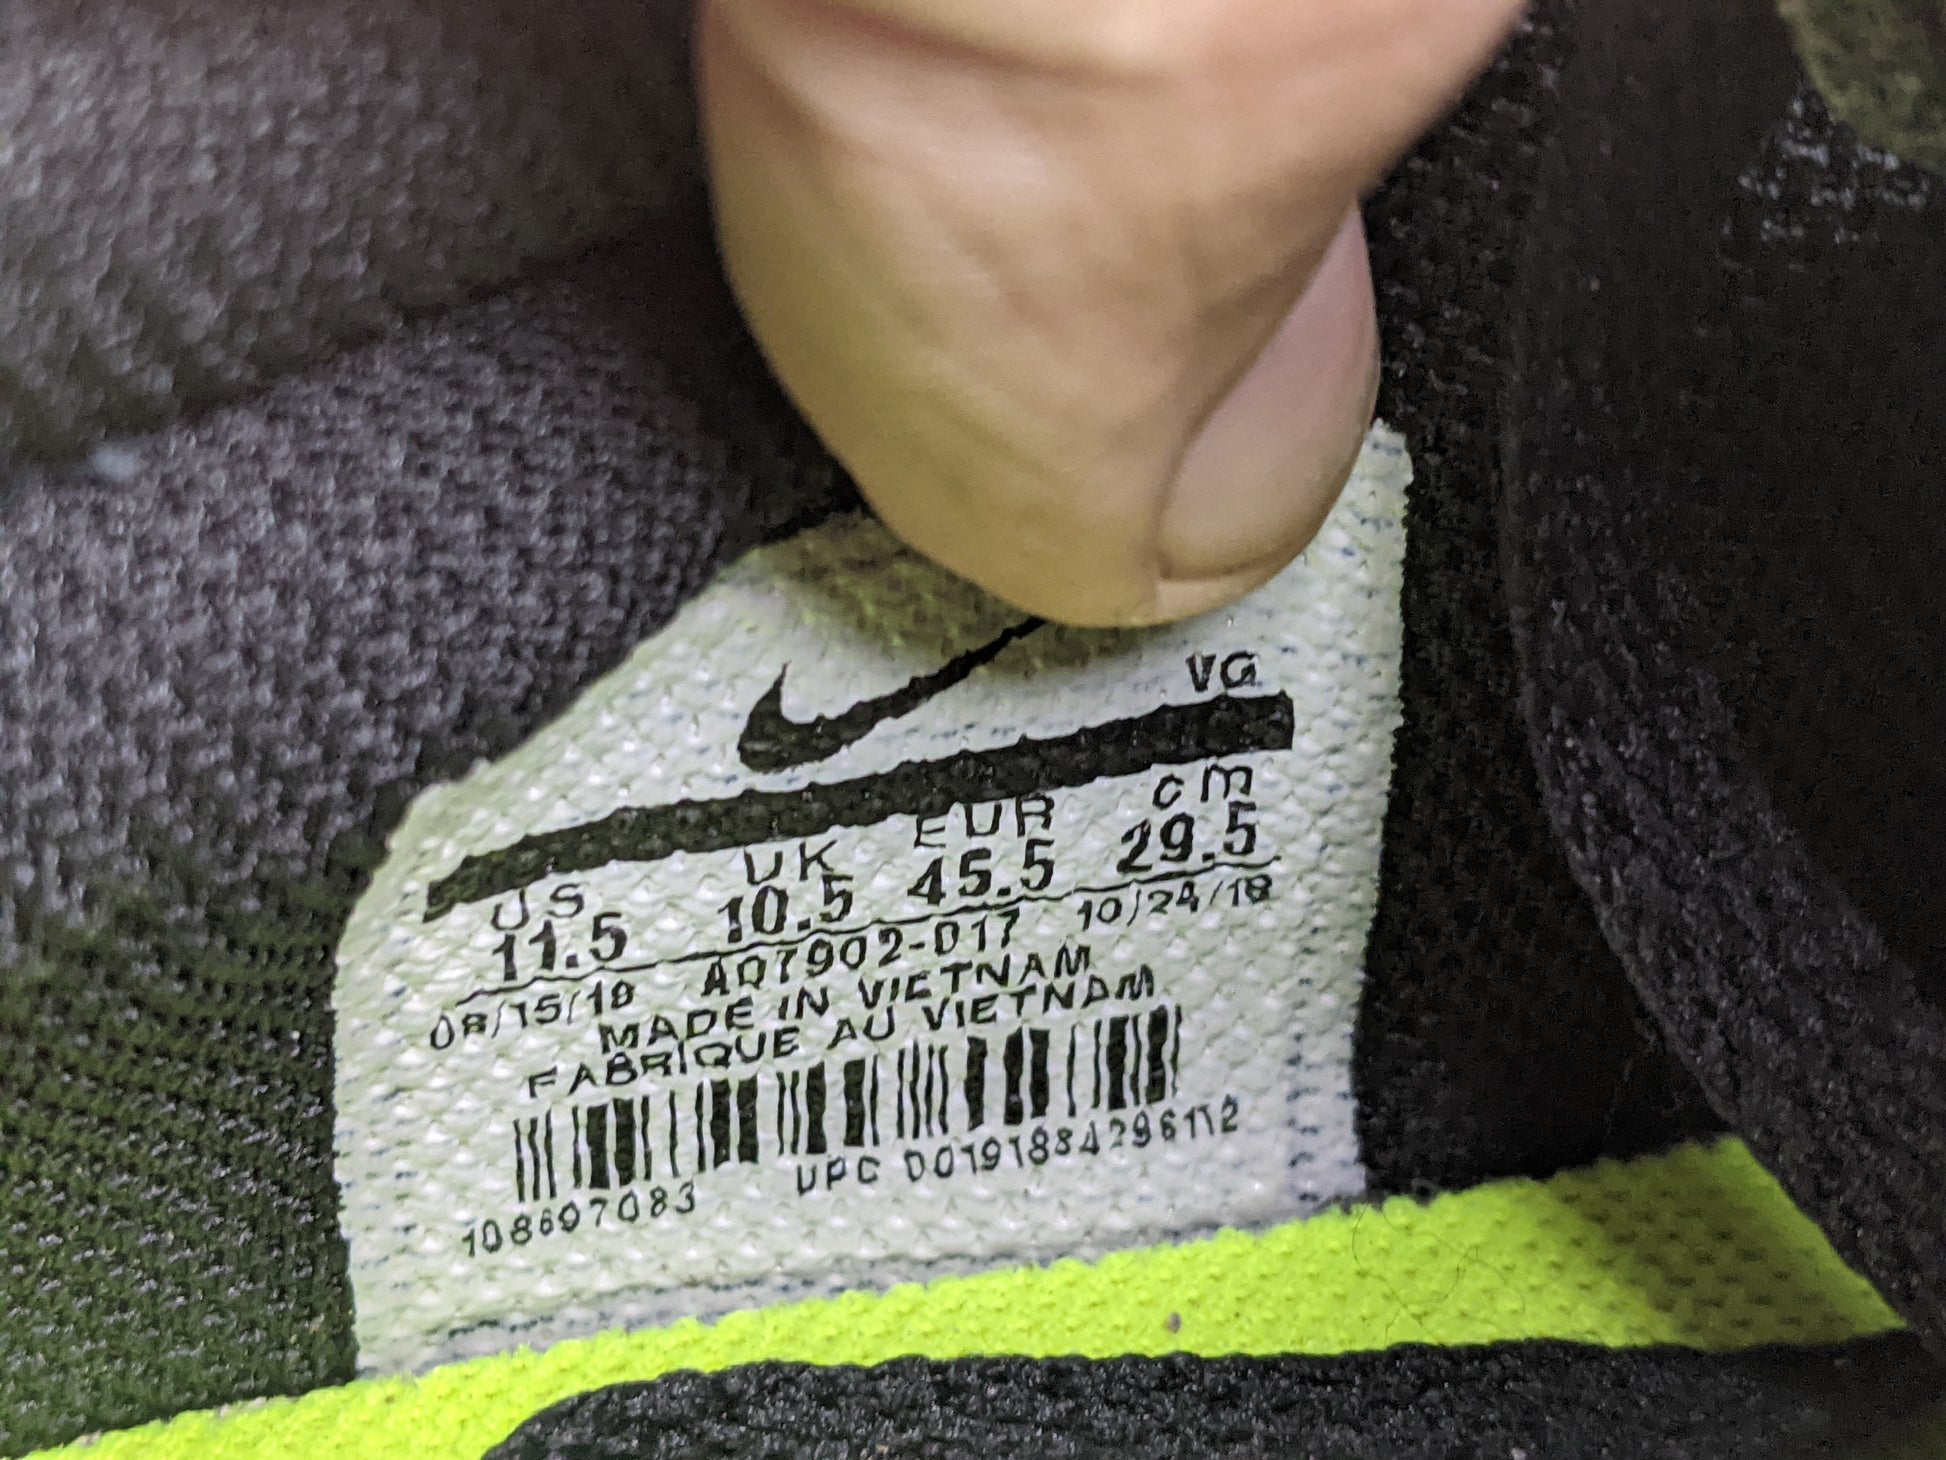 VG
US UK EUR cm
11.5 10.5 45.5 29.5
08/15/18 AQ7902-017 10/24/18
MADE IN VIETNAM
FABRIQUE AU VIETNAM
108697083 UPC 00191884296112